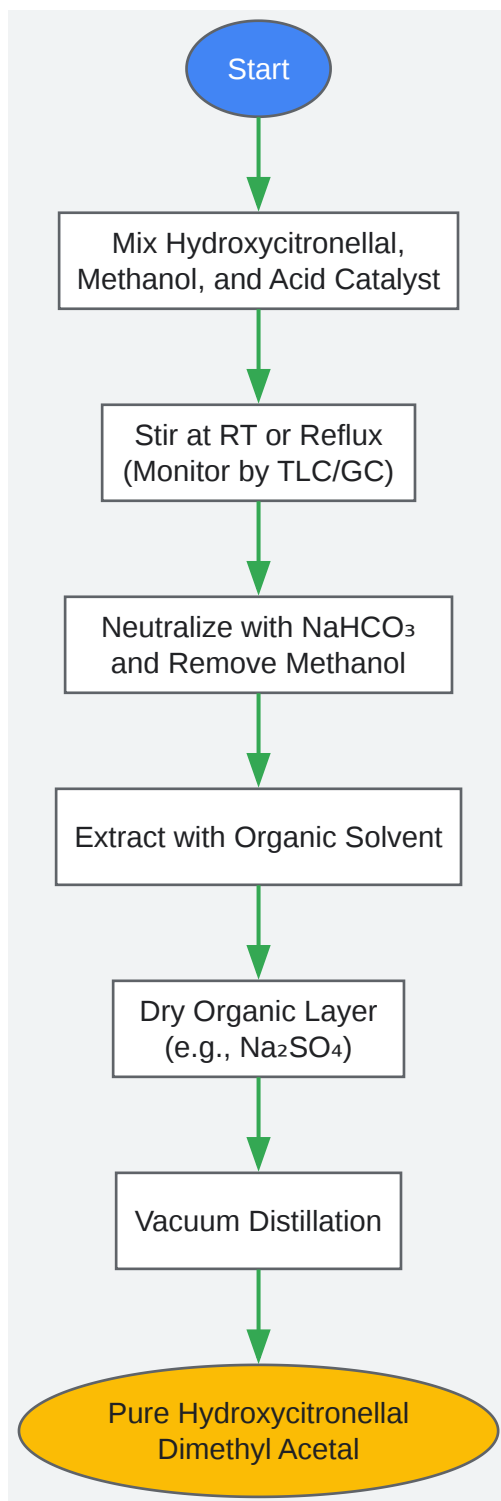 Start
Mix Hydroxycitronellal,
Methanol, and Acid Catalyst
Stir at RT or Reflux
(Monitor by TLC/GC)
Neutralize with NaHCO₃
and Remove Methanol
Extract with Organic Solvent
Dry Organic Layer
(e.g., Na₂SO₄)
Vacuum Distillation
Pure Hydroxycitronellal
Dimethyl Acetal